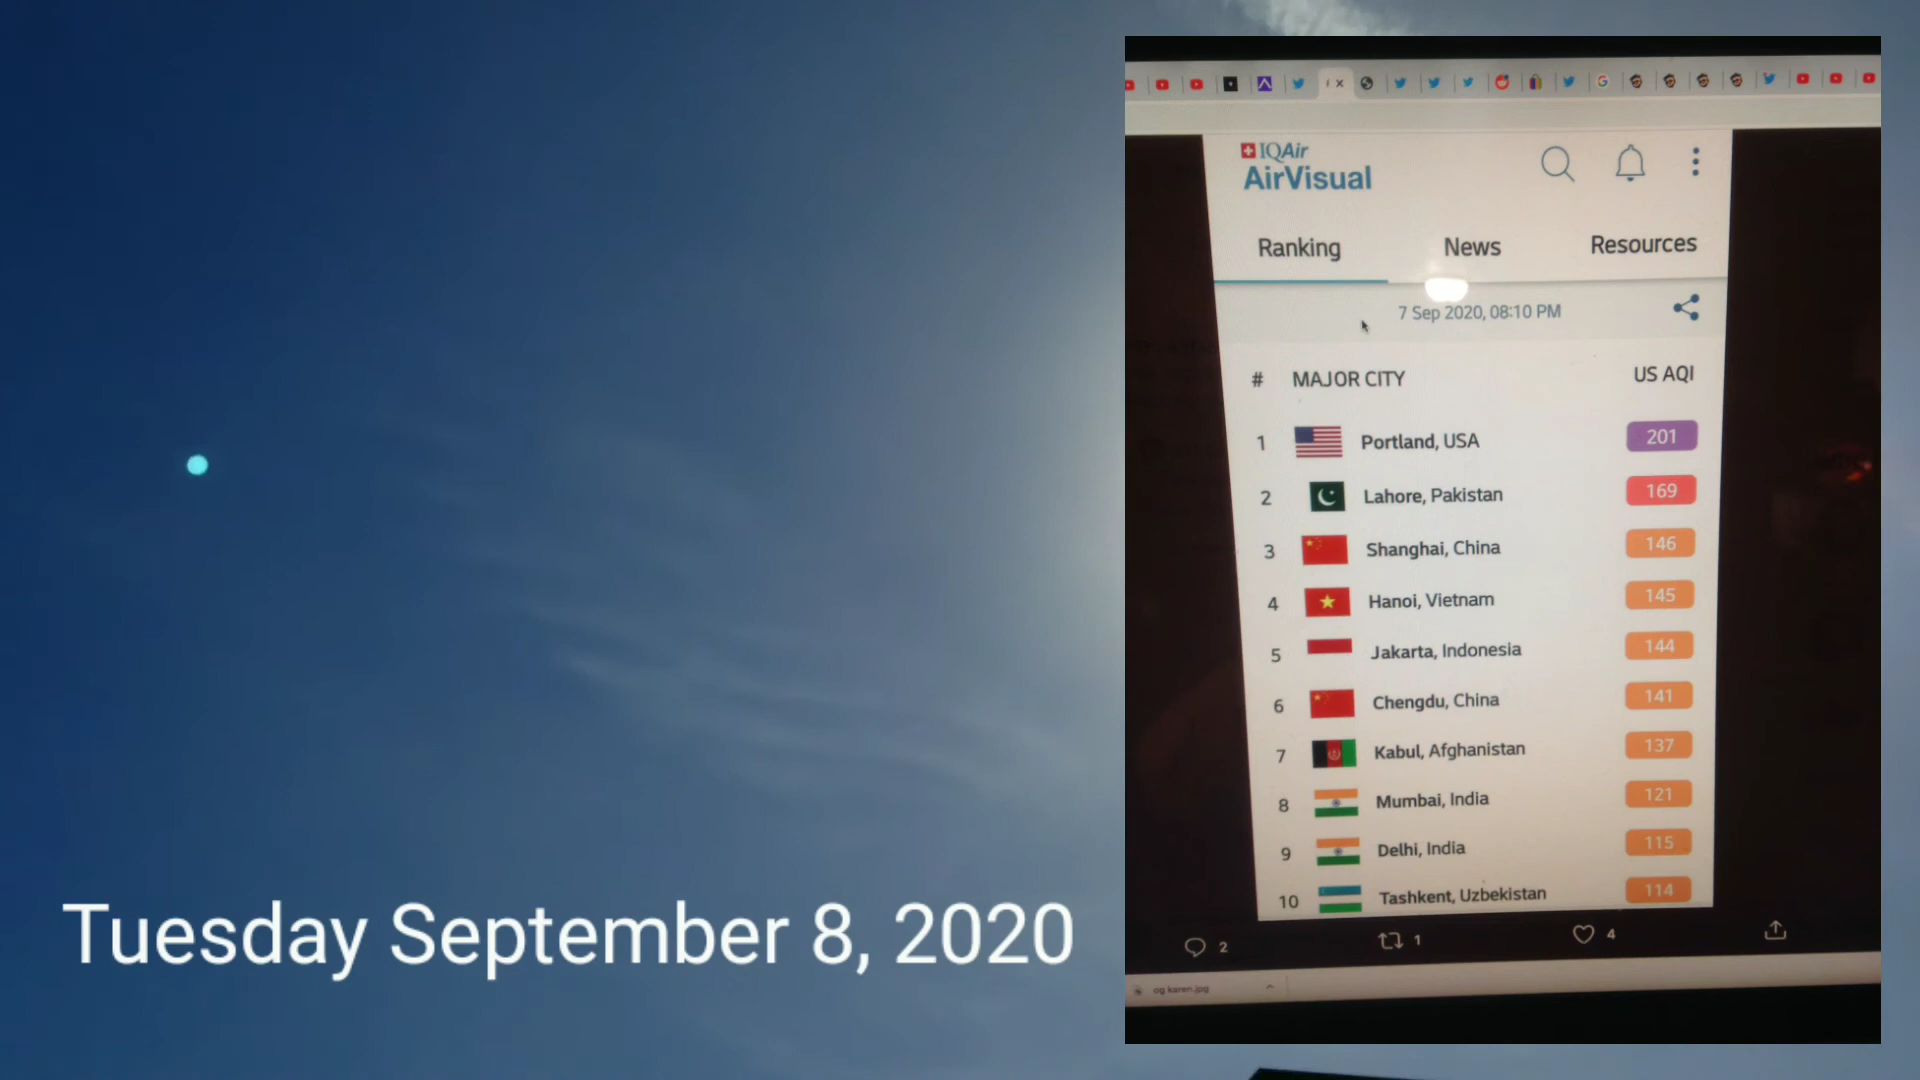 Tuesday September 8, 2020
IQAir
AirVisual
Ranking News Resources
7 Sep 2020, 08:10 PM
# MAJOR CITY US AQI
1 Portland, USA 201
2 Lahore, Pakistan 169
3 Shanghai, China 146
4 Hanoi, Vietnam 145
5 Jakarta, Indonesia 144
6 Chengdu, China 141
7 Kabul, Afghanistan 137
8 Mumbai, India 121
9 Delhi, India 115
10 Tashkent, Uzbekistan 114
2 1 4
og karen.jpg